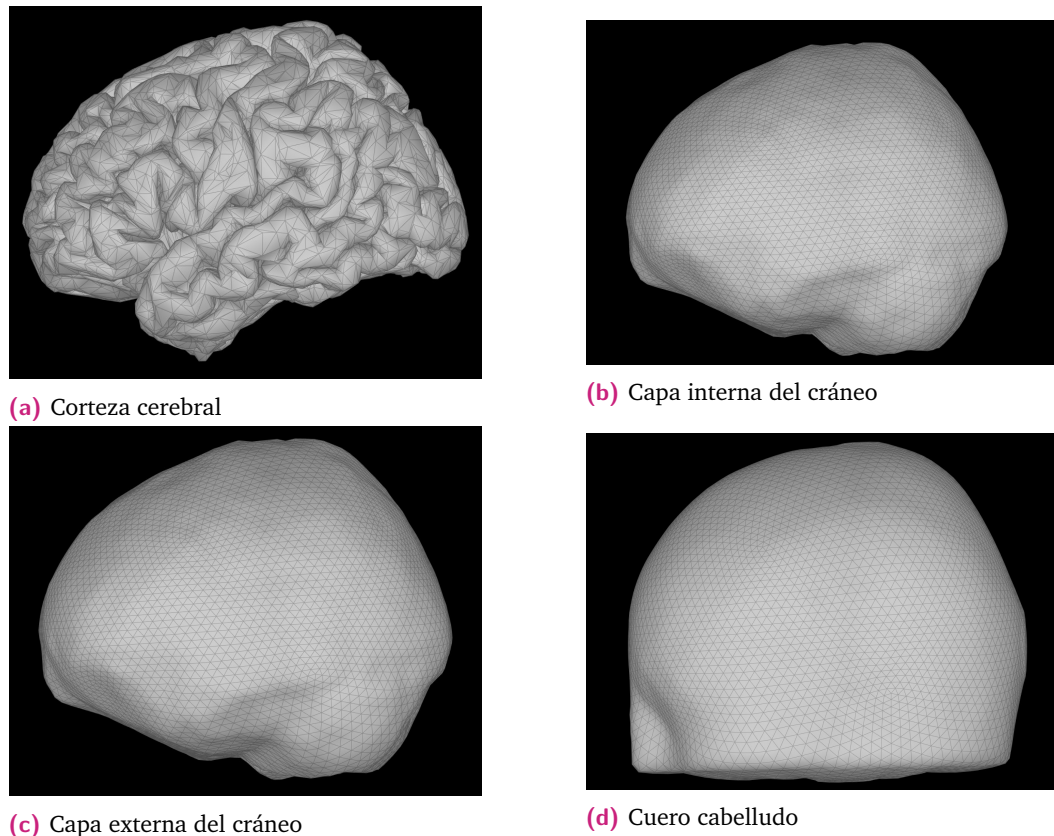 (a) Corteza cerebral
(b) Capa interna del cráneo
(c) Capa externa del cráneo
(d) Cuero cabelludo